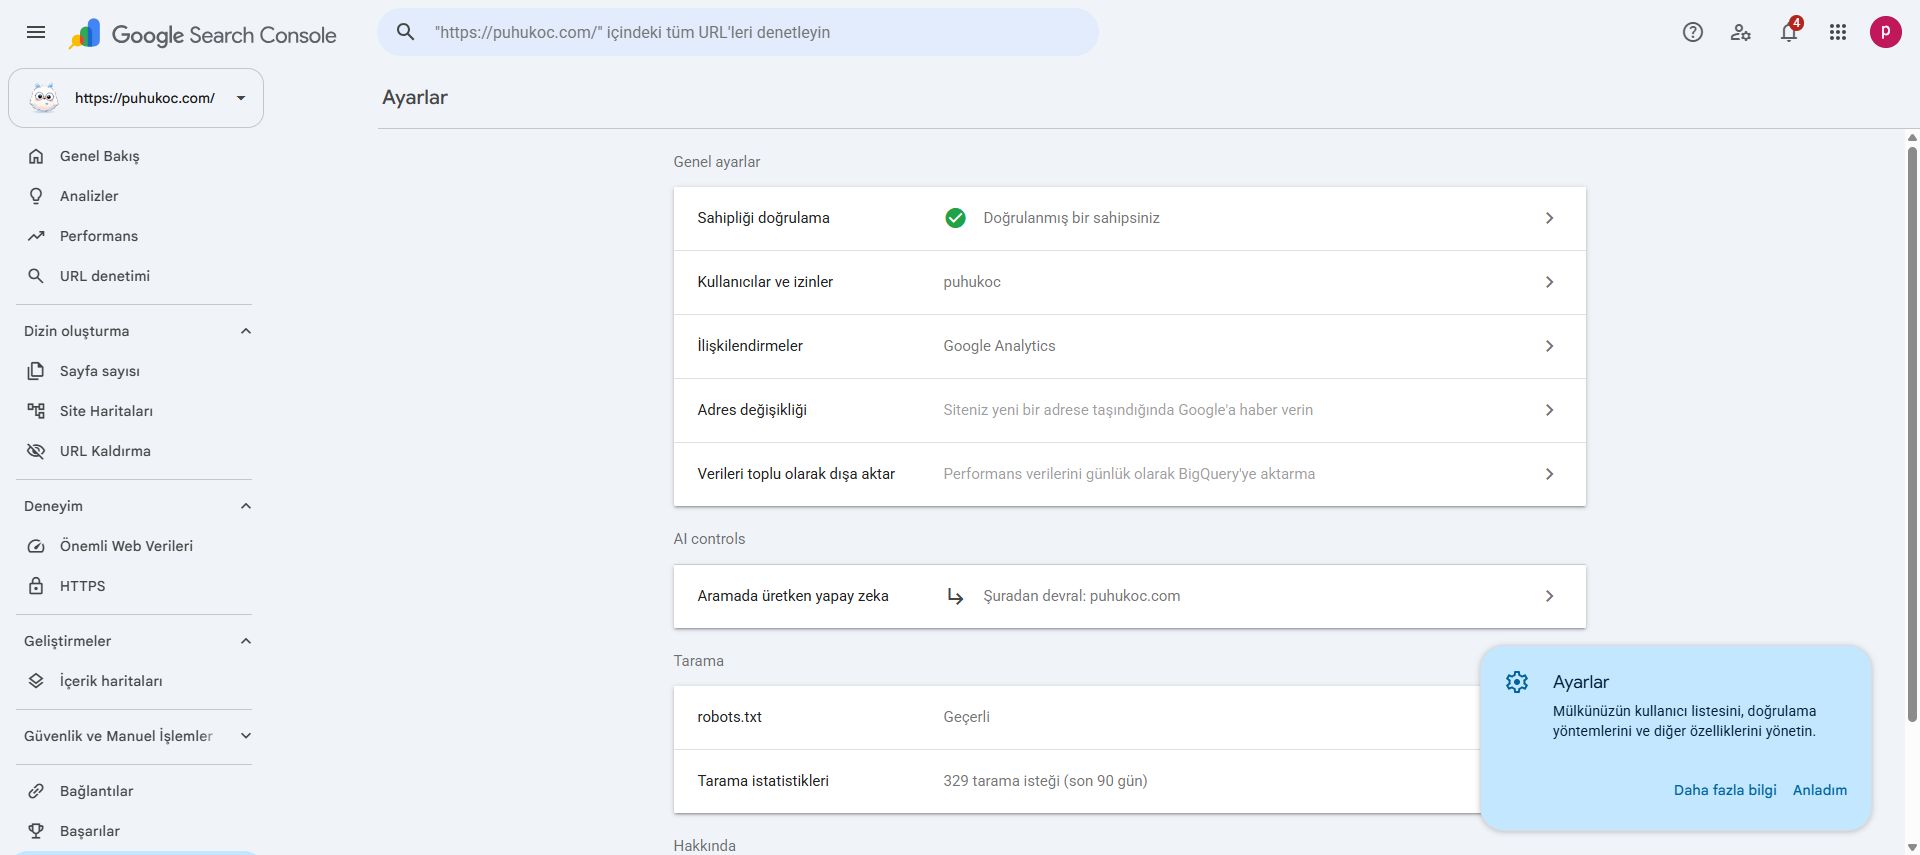 Google Search Console
"https://puhukoc.com/" içindeki tüm URL'leri denetleyin
4
p
https://puhukoc.com/
Genel Bakış
Analizler
Performans
URL denetimi
Dizin oluşturma
Sayfa sayısı
Site Haritaları
URL Kaldırma
Deneyim
Önemli Web Verileri
HTTPS
Geliştirmeler
İçerik haritaları
Güvenlik ve Manuel İşlemler
Bağlantılar
Başarılar
Ayarlar
Genel ayarlar
Sahipliği doğrulama Doğrulanmış bir sahipsiniz
Kullanıcılar ve izinler puhukoc
İlişkilendirmeler Google Analytics
Adres değişikliği Siteniz yeni bir adrese taşındığında Google'a haber verin
Verileri toplu olarak dışa aktar Performans verilerini günlük olarak BigQuery'ye aktarma
AI controls
Aramada üretken yapay zeka Şuradan devral: puhukoc.com
Tarama
robots.txt Geçerli
Tarama istatistikleri 329 tarama isteği (son 90 gün)
Hakkında
Ayarlar
Mülkünüzün kullanıcı listesini, doğrulama
yöntemlerini ve diğer özelliklerini yönetin.
Daha fazla bilgi Anladım